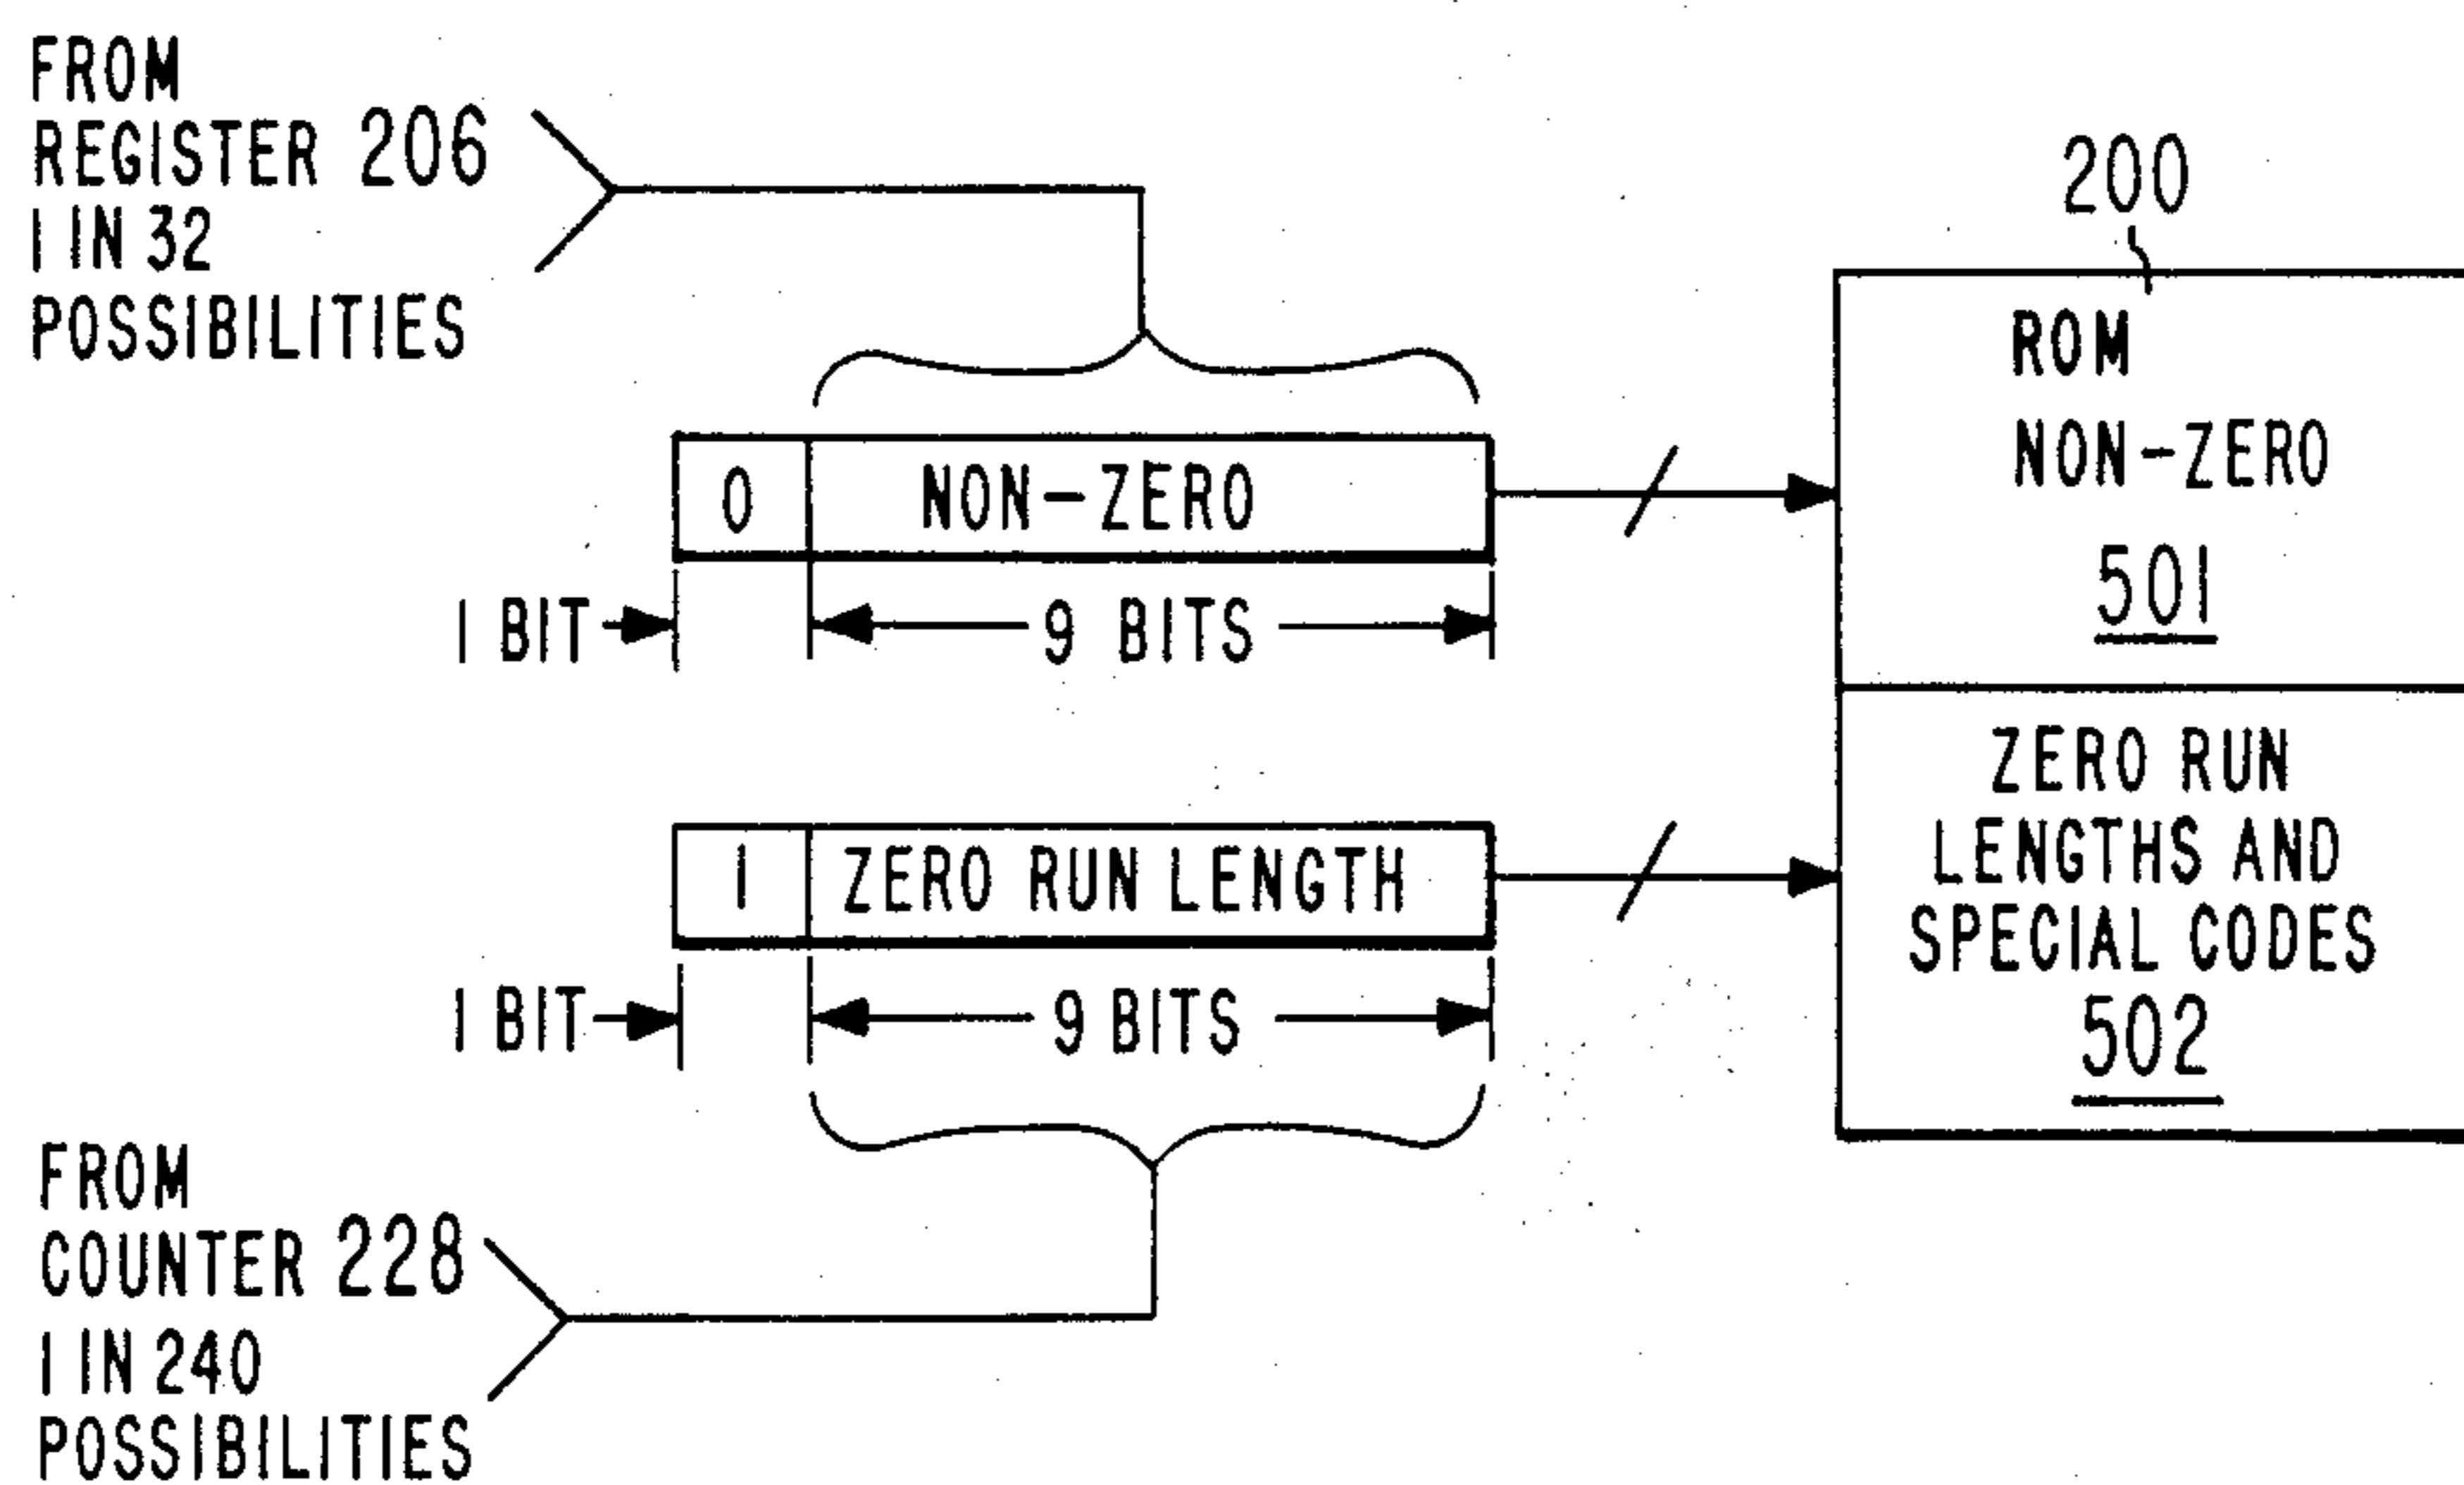 FROM
REGISTER 206
1 IN 32
POSSIBILITIES
200
ROM
NON-ZERO
501
0 NON-ZERO
1 BIT 9 BITS
ZERO RUN
LENGTHS AND
SPECIAL CODES
502
1 ZERO RUN LENGTH
1 BIT 9 BITS
FROM
COUNTER 228
1 IN 240
POSSIBILITIES